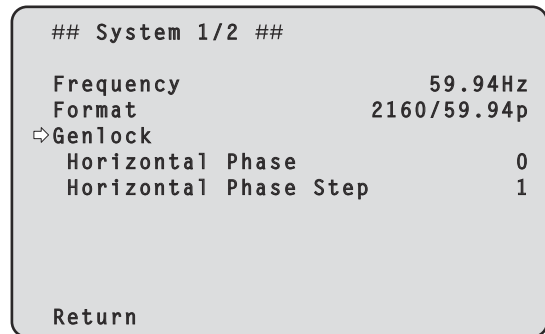 ## System 1/2 ##
Frequency 59.94Hz
Format 2160/59.94p
⇨Genlock
Horizontal Phase 0
Horizontal Phase Step 1
Return